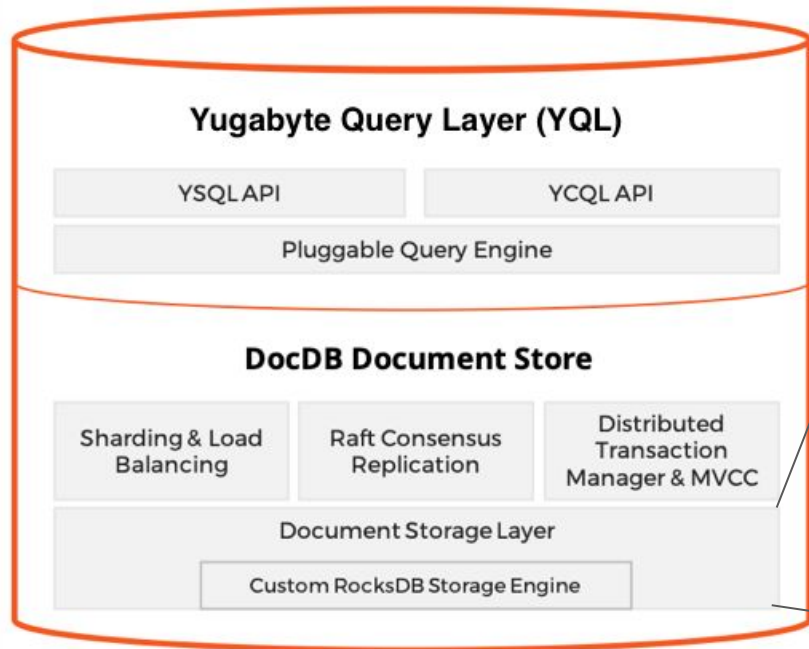 Yugabyte Query Layer (YQL)
YSQL API
YCQL API
Pluggable Query Engine
DocDB Document Store
Sharding & Load
Balancing
Raft Consensus
Replication
Distributed
Transaction
Manager & MVCC
Document Storage Layer
Custom RocksDB Storage Engine